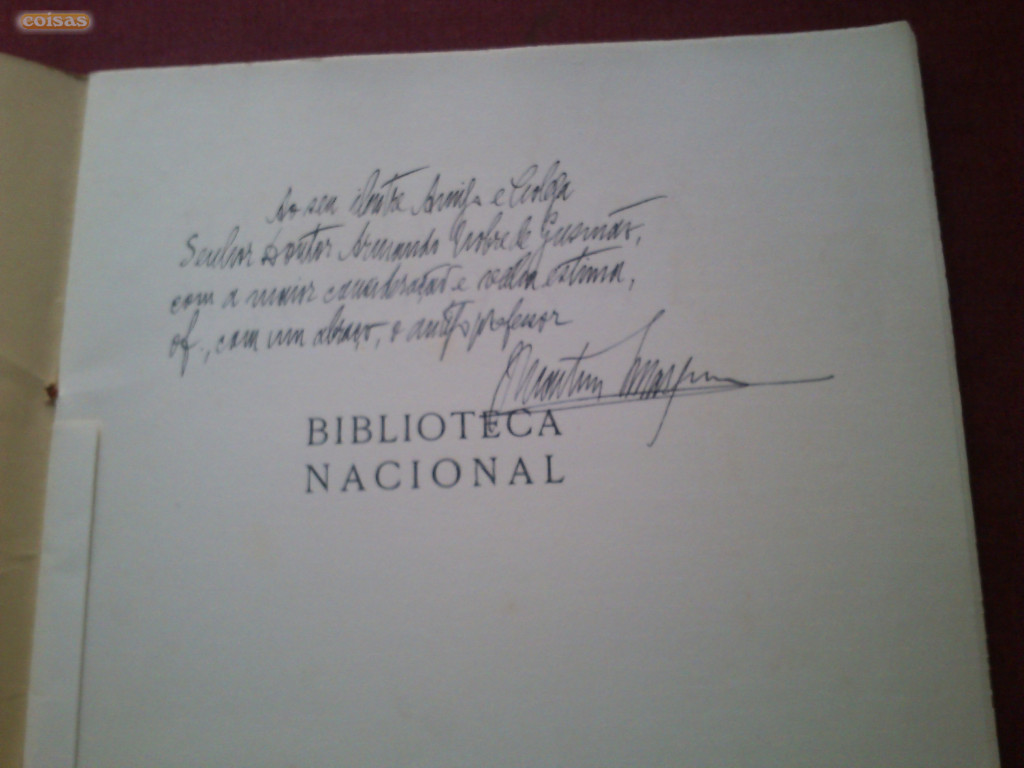 coisas
Ao seu ilustre Amigo e Colega
Senhor Doutor Armando Nobre de Gusmão,
com a maior consideração e velha estima,
of., com um abraço, o antigo professor
BIBLIOTECA
NACIONAL